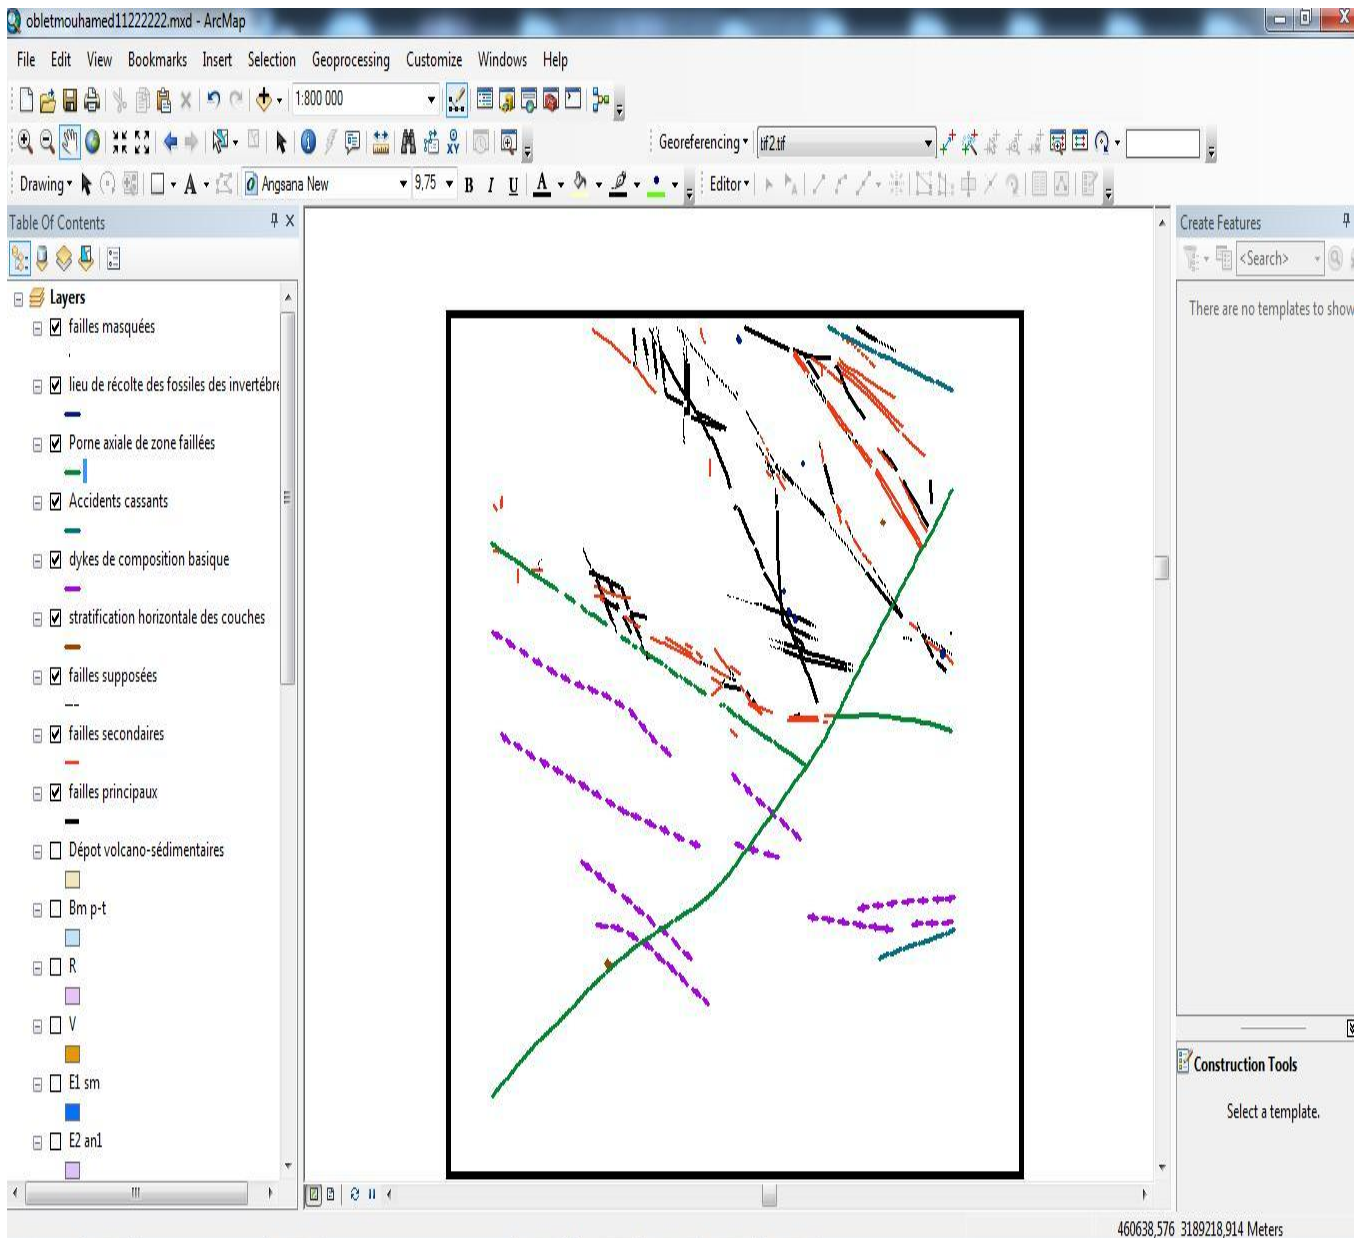 obletmouhamed11222222.mxd - ArcMap
File Edit View Bookmarks Insert Selection Geoprocessing Customize Windows Help
1:800 000
Georeferencing tif2.tif
XY
Drawing A Angsana New 9,75 B I U A Editor
Table Of Contents
Layers
failles masquées
lieu de récolte des fossiles des invertébre
Porne axiale de zone faillées
Accidents cassants
dykes de composition basique
stratification horizontale des couches
failles supposées
failles secondaires
failles principaux
Dépot volcano-sédimentaires
Bm p-t
R
V
E1 sm
E2 an1
Create Features
<Search>
There are no templates to show
Construction Tools
Select a template.
460638,576 3189218,914 Meters